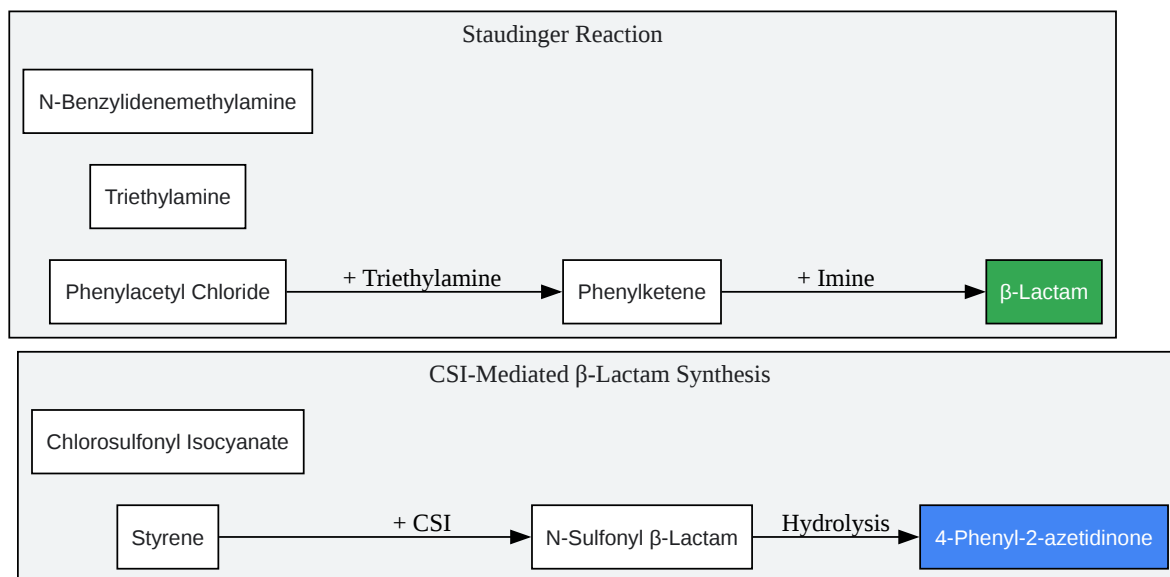 Staudinger Reaction
N-Benzylidenemethylamine
Triethylamine
Phenylacetyl Chloride
+ Triethylamine
Phenylketene
+ Imine
β-Lactam
CSI-Mediated β-Lactam Synthesis
Chlorosulfonyl Isocyanate
Styrene
+ CSI
N-Sulfonyl β-Lactam
Hydrolysis
4-Phenyl-2-azetidinone